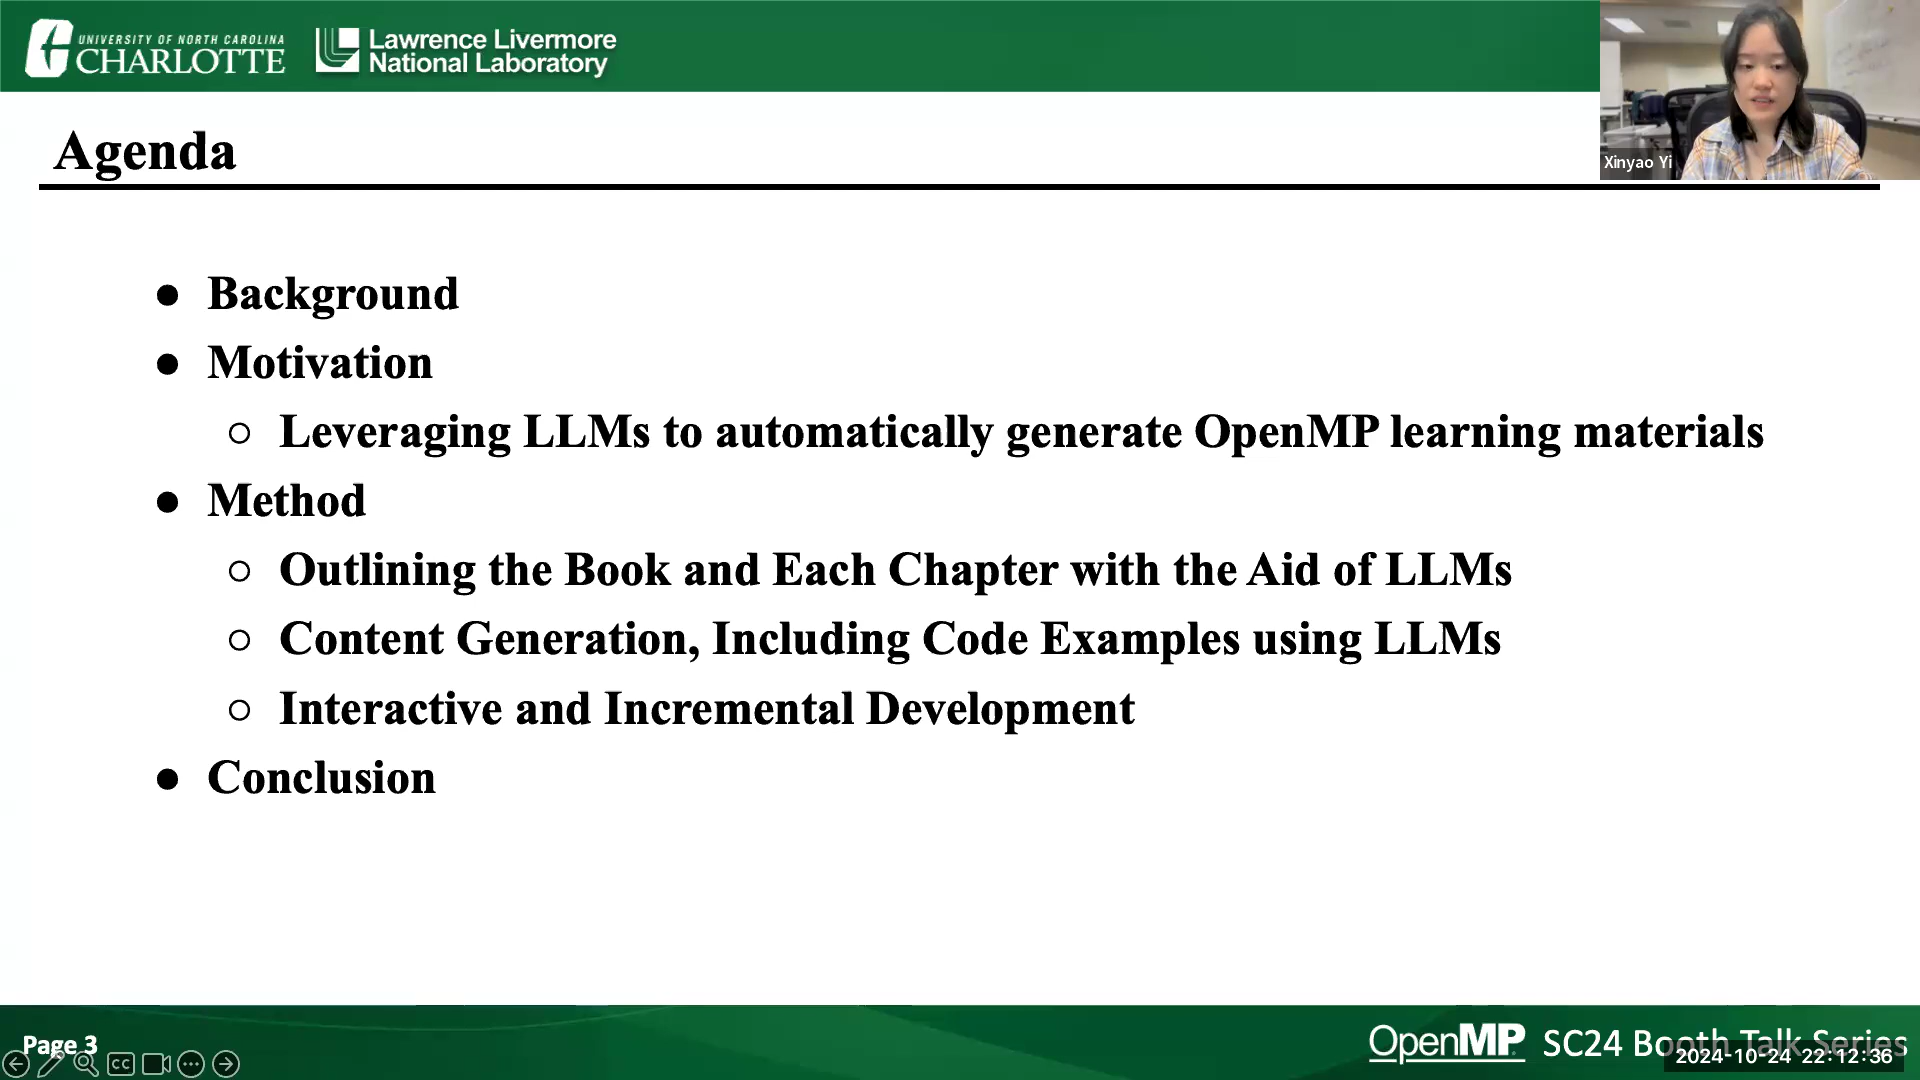 UNIVERSITY OF NORTH CAROLINA
CHARLOTTE
Lawrence Livermore
National Laboratory
Xinyao Yi
Agenda
● Background
● Motivation
○ Leveraging LLMs to automatically generate OpenMP learning materials
● Method
○ Outlining the Book and Each Chapter with the Aid of LLMs
○ Content Generation, Including Code Examples using LLMs
○ Interactive and Incremental Development
● Conclusion
Page 3
CC
OpenMP SC24 Booth Talk Series
2024-10-24 22:12:36